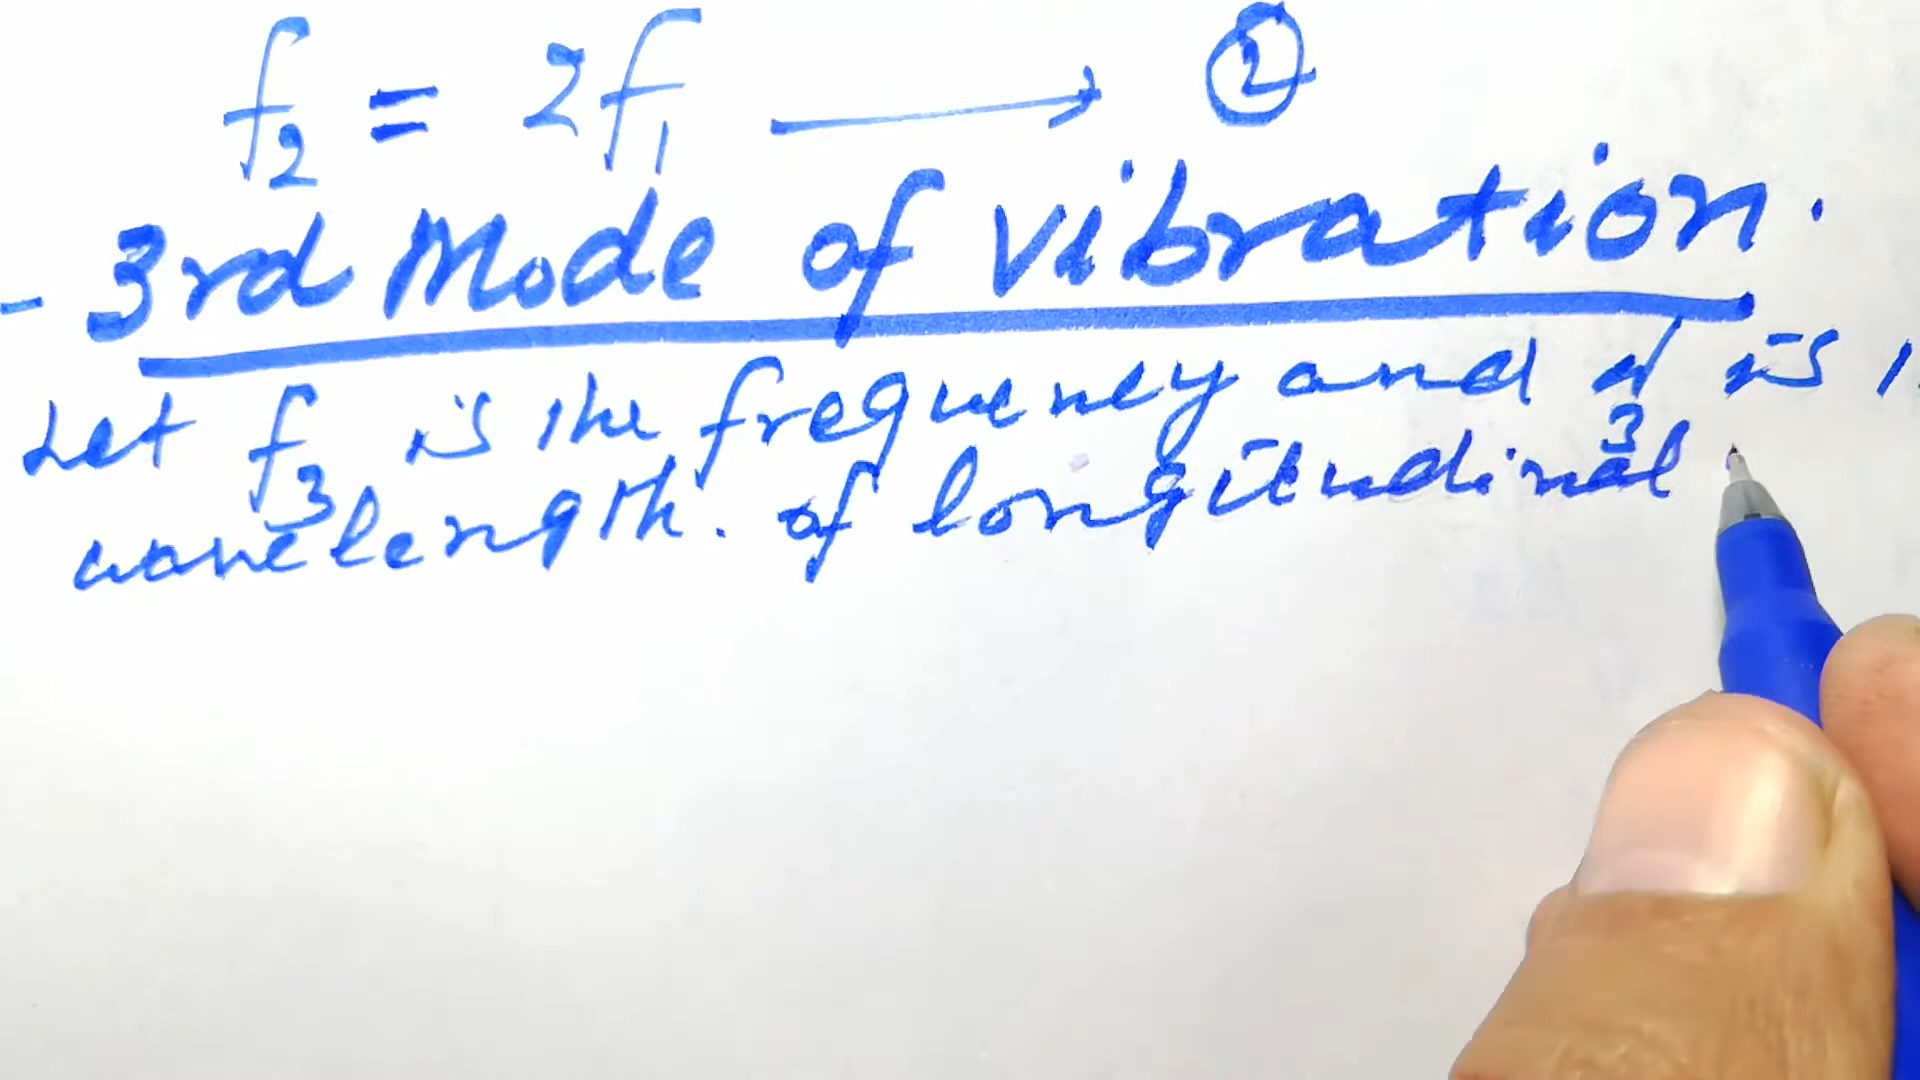 f₂ = 2f₁ ⟶ ②
- 3rd Mode of Vibration.
Let f₃ is the frequency and λ₃ is
wavelength. of longitudinal